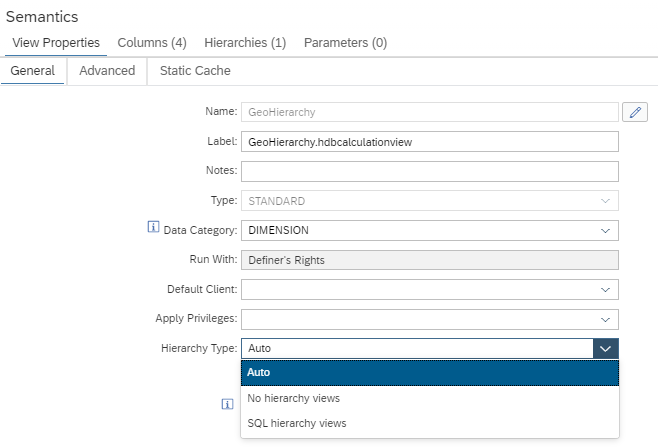 Semantics
View Properties Columns (4) Hierarchies (1) Parameters (0)
General Advanced Static Cache
Name: GeoHierarchy
Label: GeoHierarchy.hdbcalculationview
Notes:
Type: STANDARD
Data Category: DIMENSION
Run With: Definer's Rights
Default Client:
Apply Privileges:
Hierarchy Type: Auto
Auto
No hierarchy views
SQL hierarchy views